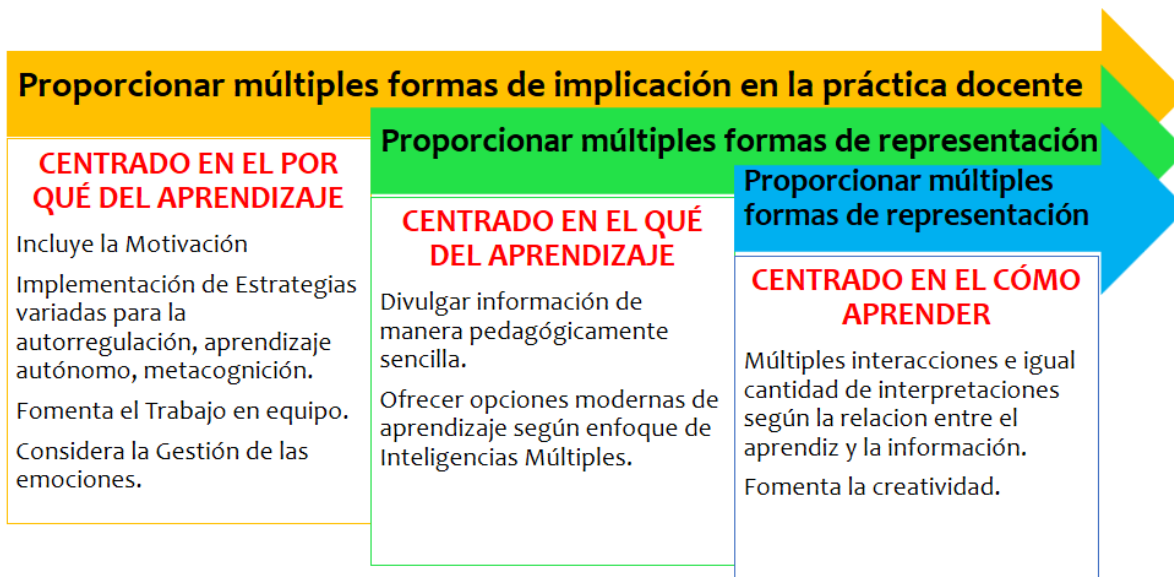 Proporcionar múltiples formas de implicación en la práctica docente
CENTRADO EN EL POR
QUÉ DEL APRENDIZAJE
Incluye la Motivación
Implementación de Estrategias
variadas para la
autorregulación, aprendizaje
autónomo, metacognición.
Fomenta el Trabajo en equipo.
Considera la Gestión de las
emociones.
Proporcionar múltiples formas de representación
CENTRADO EN EL QUÉ
DEL APRENDIZAJE
Divulgar información de
manera pedagógicamente
sencilla.
Ofrecer opciones modernas de
aprendizaje según enfoque de
Inteligencias Múltiples.
Proporcionar múltiples
formas de representación
CENTRADO EN EL CÓMO
APRENDER
Múltiples interacciones e igual
cantidad de interpretaciones
según la relacion entre el
aprendiz y la información.
Fomenta la creatividad.